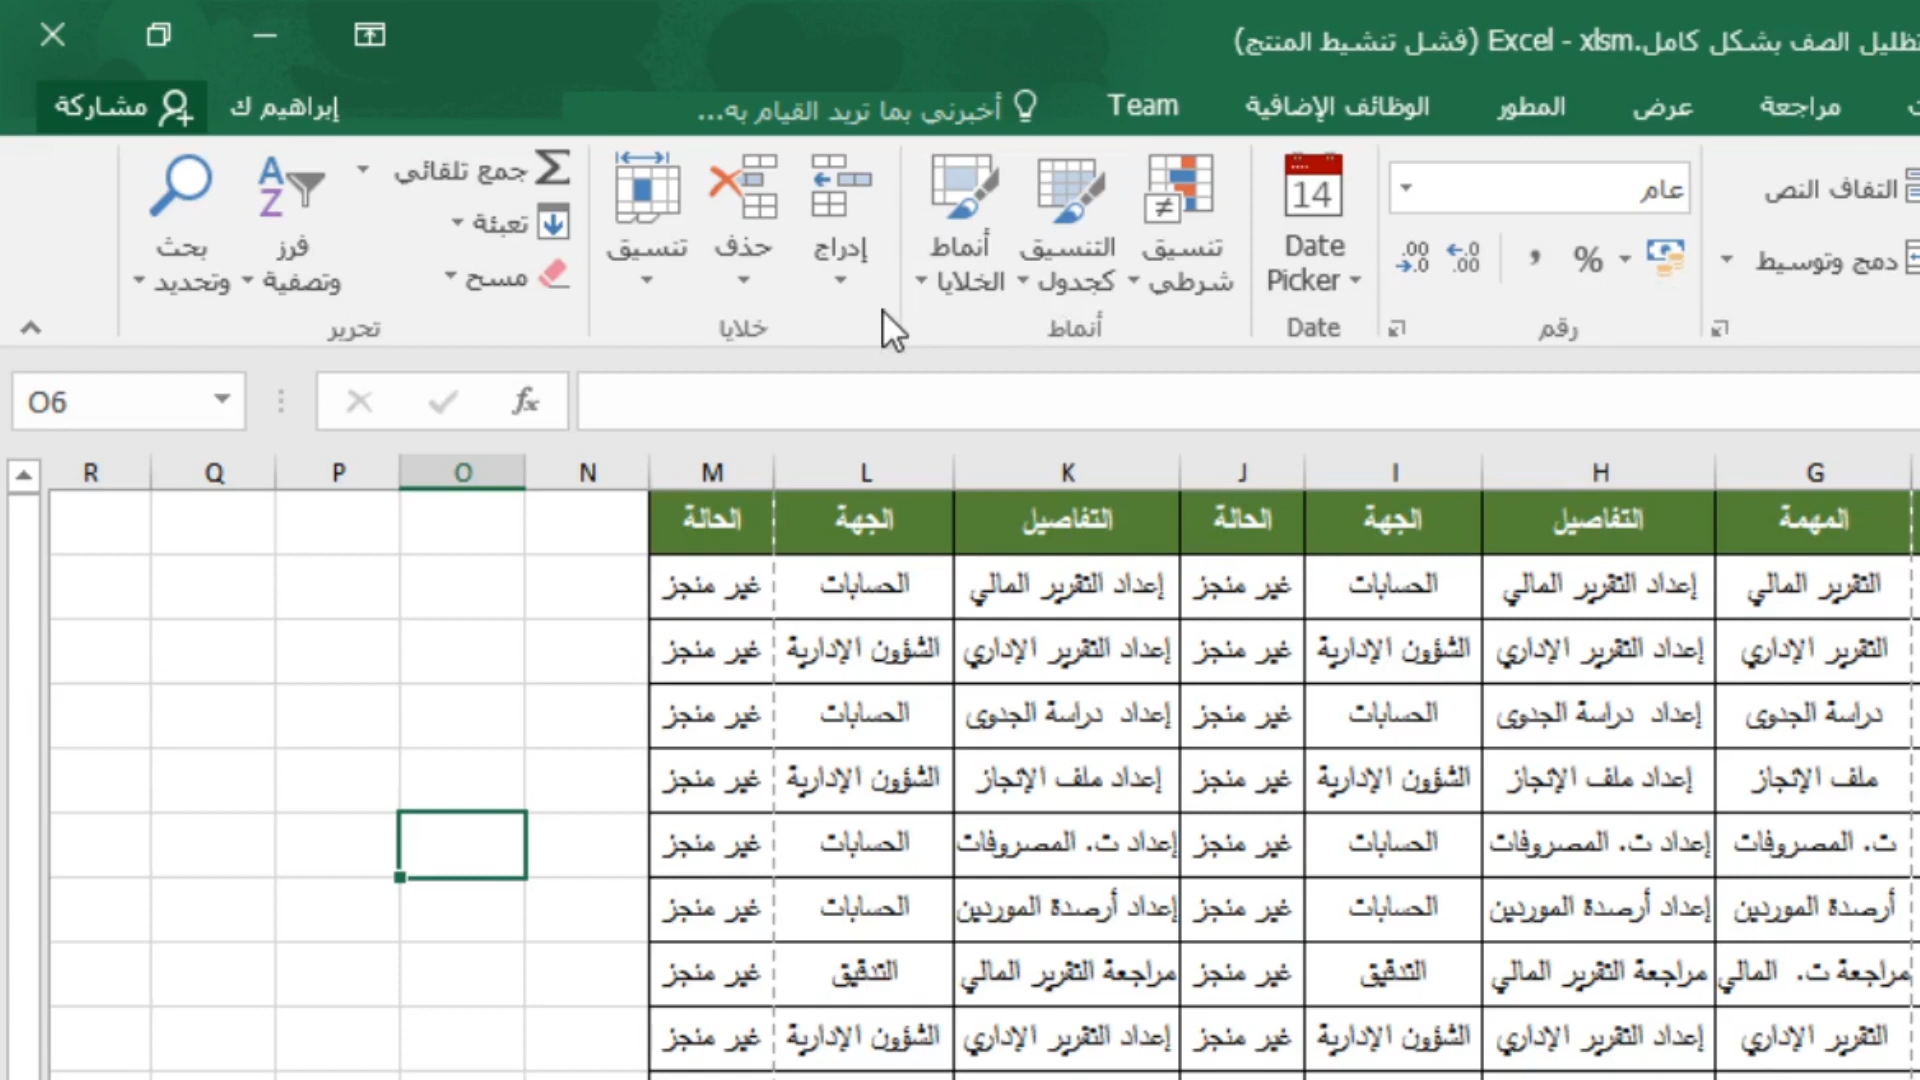 تظليل الصف بشكل كامل.xlsm - Excel (فشل تنشيط المنتج)
مراجعة عرض المطور الوظائف الإضافية Team أخبرني بما تريد القيام به... إبراهيم ك مشاركة
التفاف النص
دمج وتوسيط
عام
% , .00 .0 .0 .00
رقم
14
Date Picker
Date
تنسيق شرطي
التنسيق كجدول
أنماط الخلايا
أنماط
إدراج
حذف
تنسيق
خلايا
جمع تلقائي
تعبئة
مسح
فرز وتصفية
بحث وتحديد
تحرير
O6 fx
G H I J K L M N O P Q R
المهمة التفاصيل الجهة الحالة التفاصيل الجهة الحالة
التقرير المالي إعداد التقرير المالي الحسابات غير منجز إعداد التقرير المالي الحسابات غير منجز
التقرير الإداري إعداد التقرير الإداري الشؤون الإدارية غير منجز إعداد التقرير الإداري الشؤون الإدارية غير منجز
دراسة الجدوى إعداد دراسة الجدوى الحسابات غير منجز إعداد دراسة الجدوى الحسابات غير منجز
ملف الإنجاز إعداد ملف الإنجاز الشؤون الإدارية غير منجز إعداد ملف الإنجاز الشؤون الإدارية غير منجز
ت. المصروفات إعداد ت. المصروفات الحسابات غير منجز إعداد ت. المصروفات الحسابات غير منجز
أرصدة الموردين إعداد أرصدة الموردين الحسابات غير منجز إعداد أرصدة الموردين الحسابات غير منجز
مراجعة ت. المالي مراجعة التقرير المالي التدقيق غير منجز مراجعة التقرير المالي التدقيق غير منجز
التقرير الإداري إعداد التقرير الإداري الشؤون الإدارية غير منجز إعداد التقرير الإداري الشؤون الإدارية غير منجز